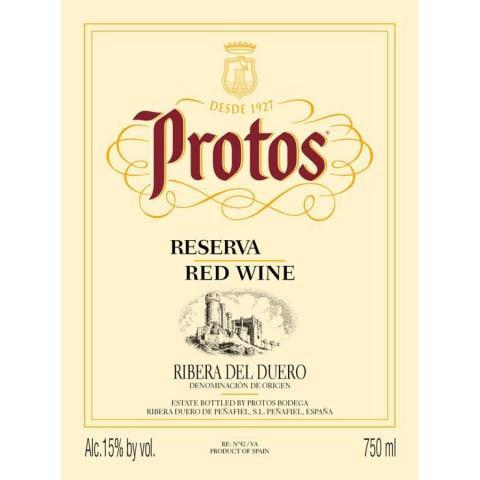 DESDE 1927
Protos®
RESERVA
RED WINE
RIBERA DEL DUERO
DENOMINACIÓN DE ORIGEN
ESTATE BOTTLED BY PROTOS BODEGA
RIBERA DUERO DE PEÑAFIEL, S.L. PEÑAFIEL, ESPAÑA
Alc.15% by vol.
RE: Nº42 / VA
PRODUCT OF SPAIN
750 ml